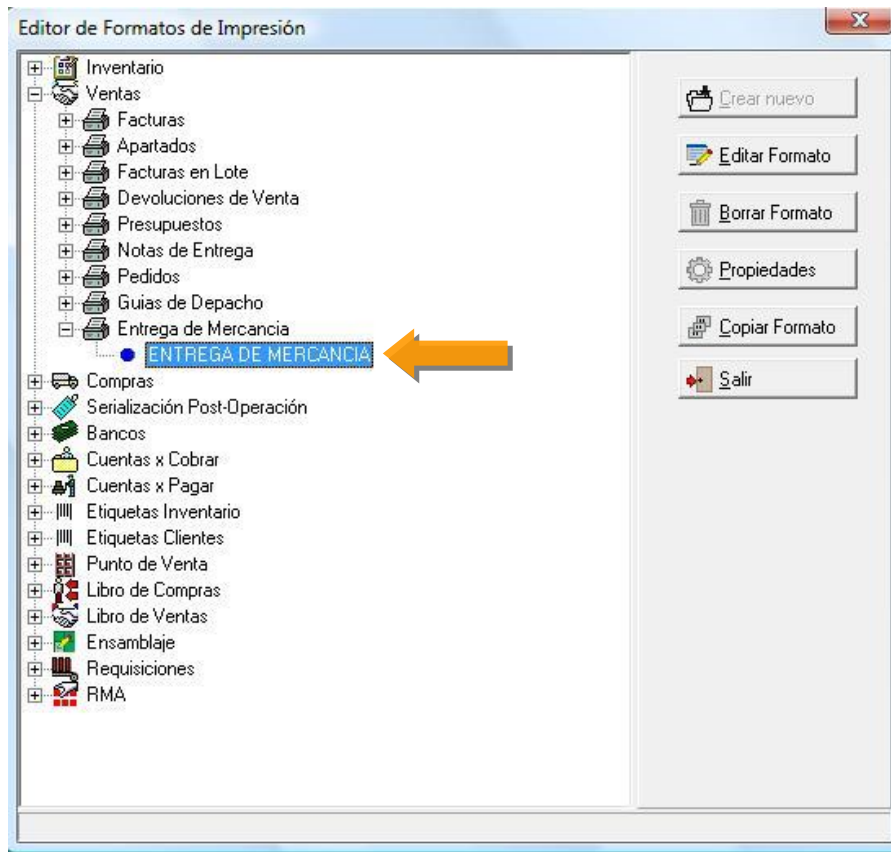 Editor de Formatos de Impresión
Inventario
Ventas
Facturas
Apartados
Facturas en Lote
Devoluciones de Venta
Presupuestos
Notas de Entrega
Pedidos
Guias de Depacho
Entrega de Mercancia
ENTREGA DE MERCANCIA
Compras
Serialización Post-Operación
Bancos
Cuentas x Cobrar
Cuentas x Pagar
Etiquetas Inventario
Etiquetas Clientes
Punto de Venta
Libro de Compras
Libro de Ventas
Ensamblaje
Requisiciones
RMA
Crear nuevo
Editar Formato
Borrar Formato
Propiedades
Copiar Formato
Salir